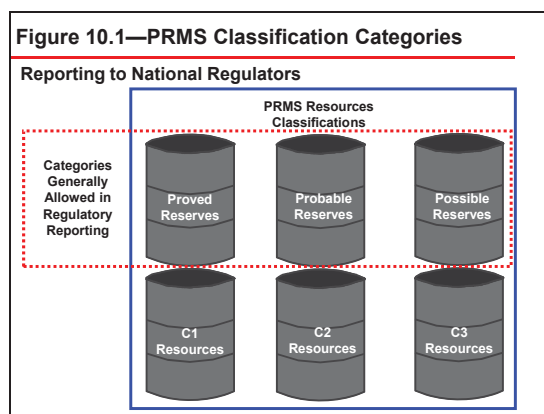 Figure 10.1—PRMS Classification Categories
Reporting to National Regulators
PRMS Resources
Classifications
Categories
Generally
Allowed in
Regulatory
Reporting
Proved
Reserves
Probable
Reserves
Possible
Reserves
C1
Resources
C2
Resources
C3
Resources